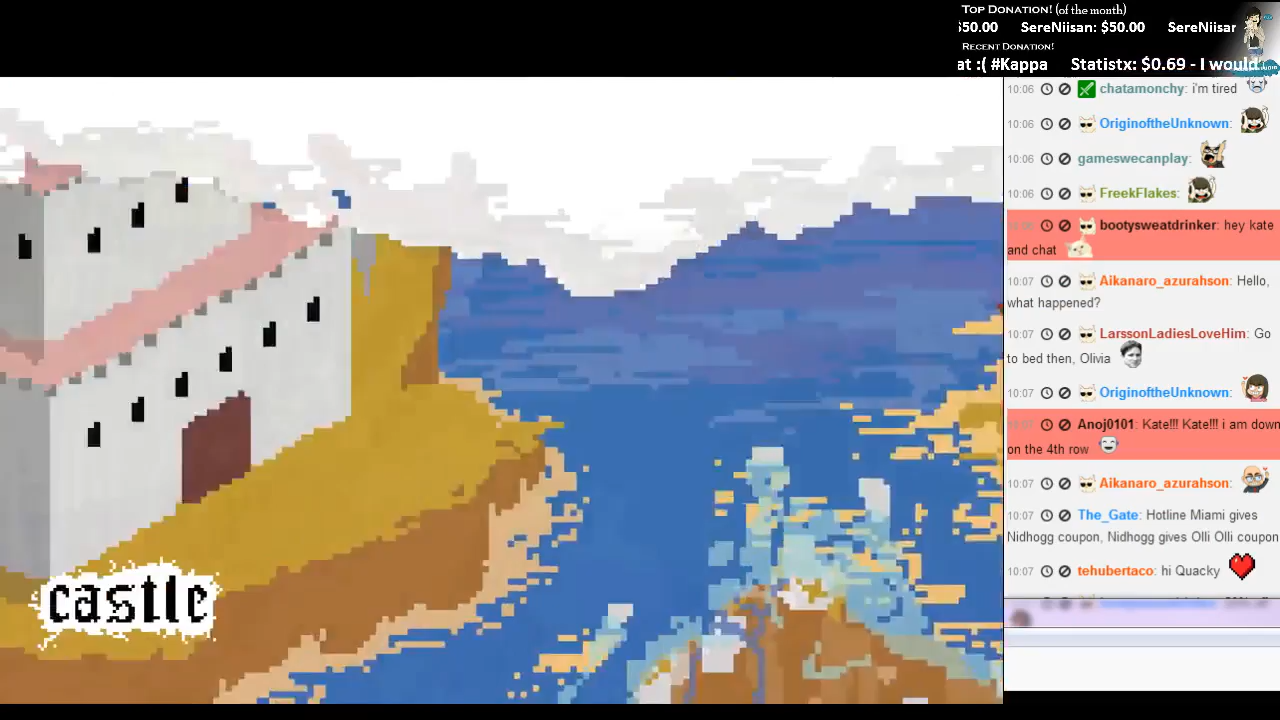 TOP DONATION! (of the month)
$50.00 SereNiisan: $50.00 SereNiisar
RECENT DONATION!
at :( #Kappa Statistx: $0.69 - I would
10:06 chatamonchy: i'm tired
10:06 OriginoftheUnknown:
10:06 gameswecanplay:
10:06 FreekFlakes:
10:06 bootysweatdrinker: hey kate
and chat
10:07 Aikanaro_azurahson: Hello,
what happened?
10:07 LarssonLadiesLoveHim: Go
to bed then, Olivia
10:07 OriginoftheUnknown:
10:07 Anoj0101: Kate!!! Kate!!! i am down
on the 4th row
10:07 Aikanaro_azurahson:
10:07 The_Gate: Hotline Miami gives
Nidhogg coupon, Nidhogg gives Olli Olli coupon
10:07 tehubertaco: hi Quacky
castle